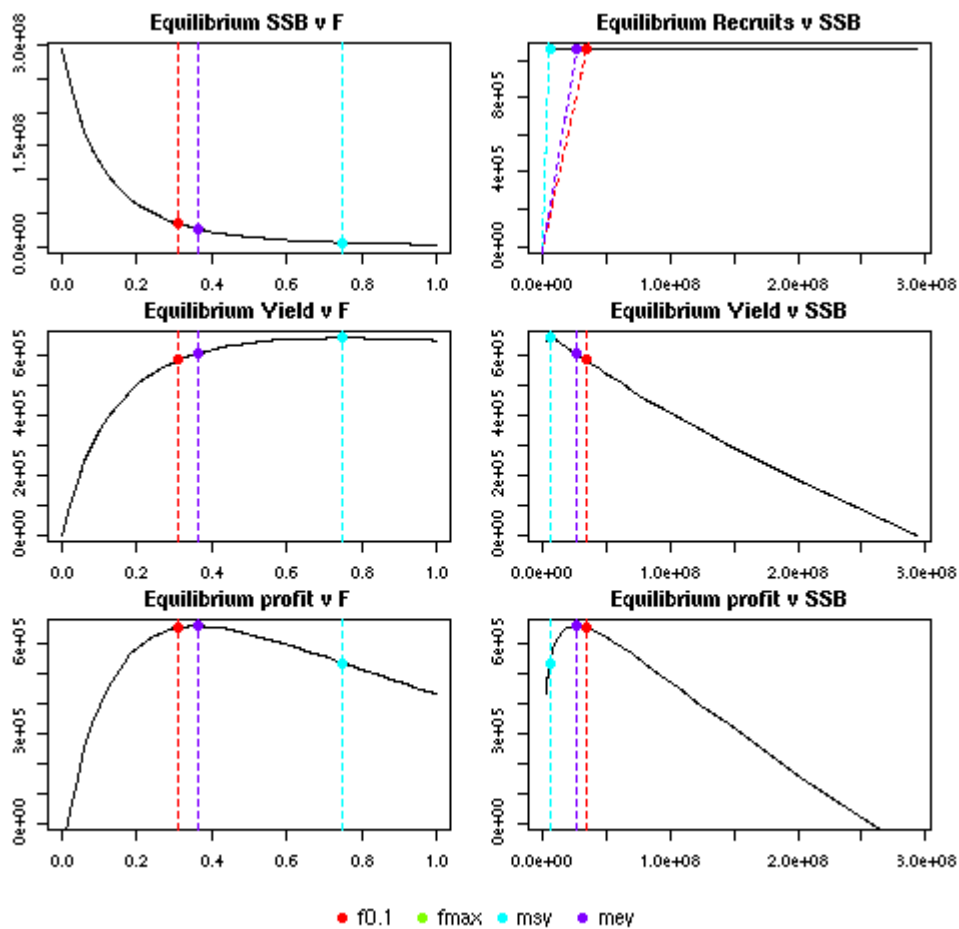 Equilibrium SSB v F
3.0e+08
1.5e+08
0.0e+00
0.0 0.2 0.4 0.6 0.8 1.0
Equilibrium Recruits v SSB
8e+05
4e+05
0e+00
0.0e+00 1.0e+08 2.0e+08 3.0e+08
Equilibrium Yield v F
6e+05
4e+05
2e+05
0e+00
0.0 0.2 0.4 0.6 0.8 1.0
Equilibrium Yield v SSB
6e+05
4e+05
2e+05
0e+00
0.0e+00 1.0e+08 2.0e+08 3.0e+08
Equilibrium profit v F
6e+05
3e+05
0e+00
0.0 0.2 0.4 0.6 0.8 1.0
Equilibrium profit v SSB
6e+05
3e+05
0e+00
0.0e+00 1.0e+08 2.0e+08 3.0e+08
f0.1 fmax msy mey